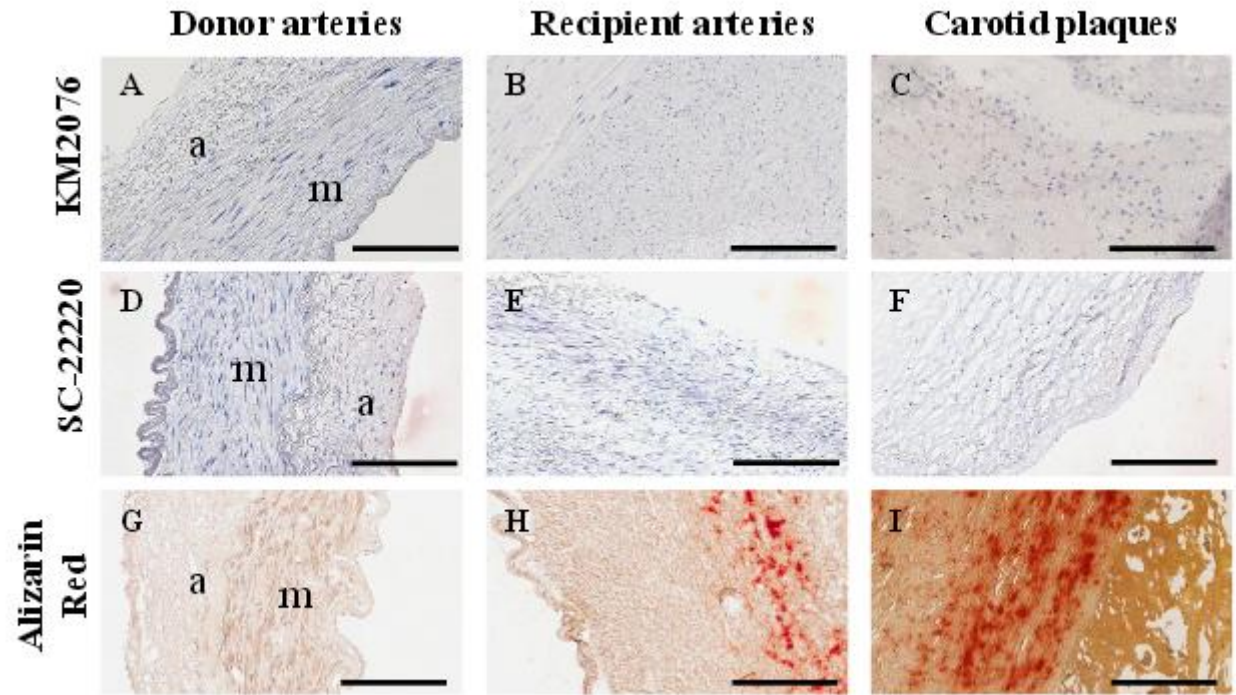 Donor arteries Recipient arteries Carotid plaques
KM2076
A
a
m
B
C
SC-22220
D
m
a
E
F
Alizarin
Red
G
a
m
H
I